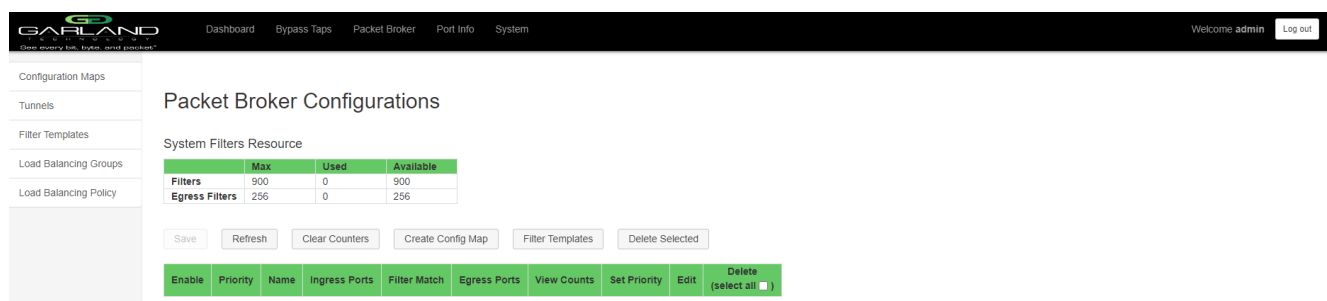 GARLAND
TECHNOLOGY
See every bit, byte, and packet®
Dashboard Bypass Taps Packet Broker Port Info System
Welcome admin Log out
Configuration Maps
Tunnels
Filter Templates
Load Balancing Groups
Load Balancing Policy
Packet Broker Configurations
System Filters Resource
Max Used Available
Filters 900 0 900
Egress Filters 256 0 256
Save Refresh Clear Counters Create Config Map Filter Templates Delete Selected
Enable Priority Name Ingress Ports Filter Match Egress Ports View Counts Set Priority Edit Delete
(select all )